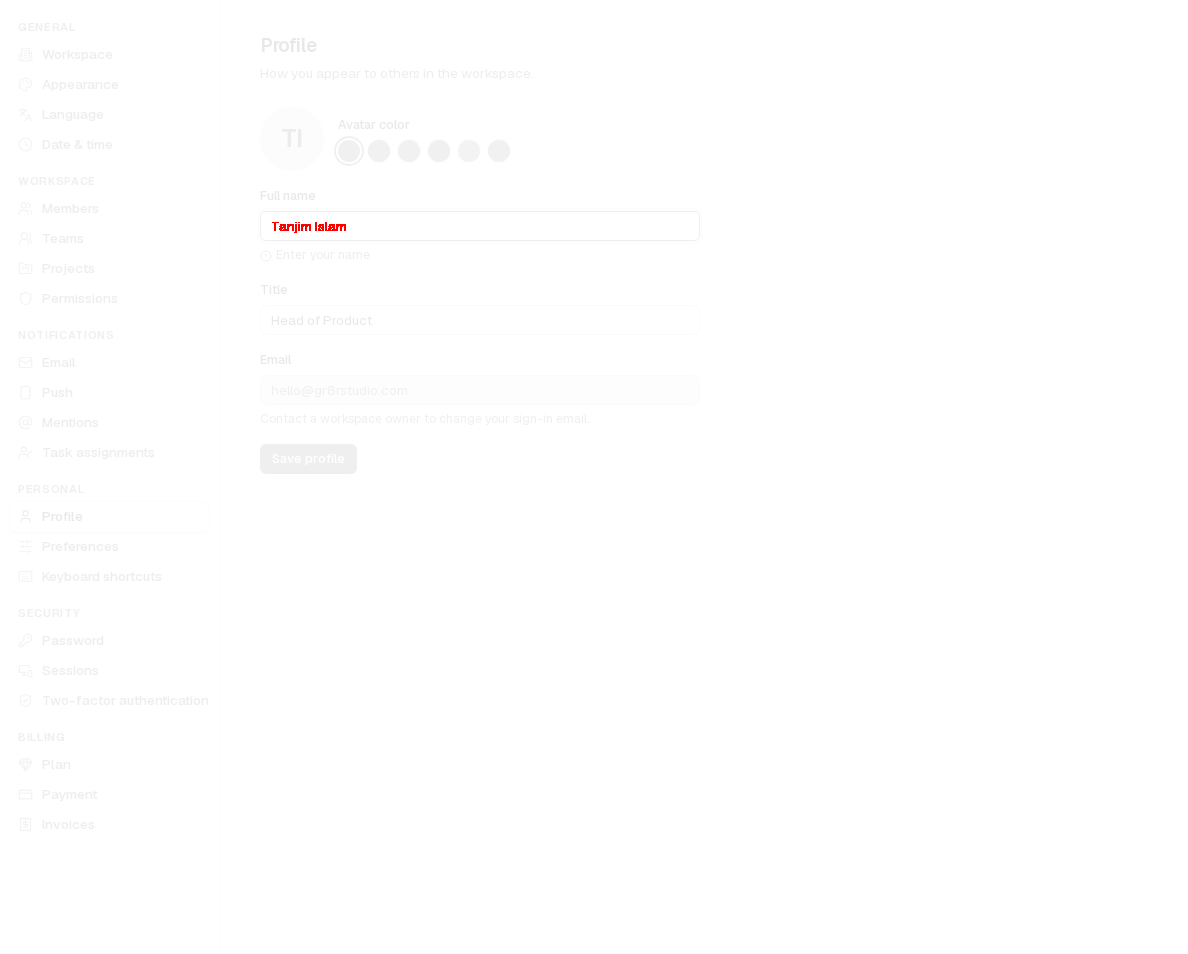 GENERAL
Workspace
Appearance
Language
Date & time
WORKSPACE
Members
Teams
Projects
Permissions
NOTIFICATIONS
Email
Push
Mentions
Task assignments
PERSONAL
Profile
Preferences
Keyboard shortcuts
SECURITY
Password
Sessions
Two-factor authentication
BILLING
Plan
Payment
Invoices
Profile
How you appear to others in the workspace.
TI
Avatar color
Full name
Tanjim Islam
Enter your name
Title
Head of Product
Email
hello@gr8rstudio.com
Contact a workspace owner to change your sign-in email.
Save profile